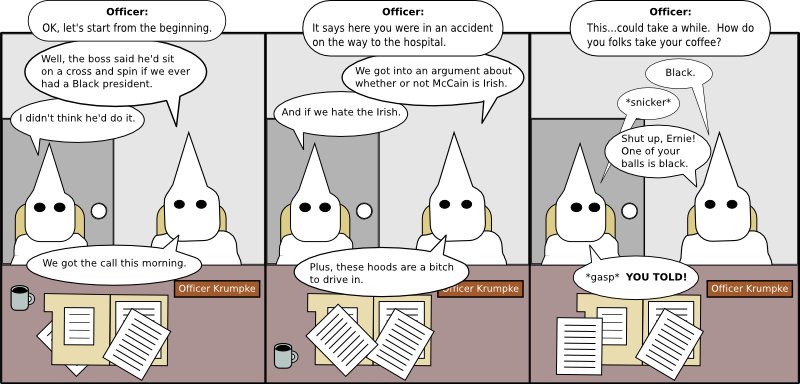 Officer:
OK, let's start from the beginning.
Well, the boss said he'd sit
on a cross and spin if we ever
had a Black president.
I didn't think he'd do it.
We got the call this morning.
Officer Krumpke
Officer:
It says here you were in an accident
on the way to the hospital.
We got into an argument about
whether or not McCain is Irish.
And if we hate the Irish.
Plus, these hoods are a bitch
to drive in.
Officer Krumpke
Officer:
This...could take a while. How do
you folks take your coffee?
Black.
*snicker*
Shut up, Ernie!
One of your
balls is black.
*gasp* YOU TOLD!
Officer Krumpke